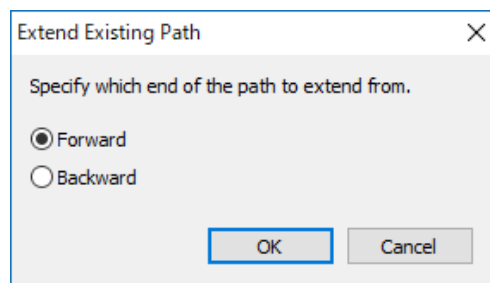 Extend Existing Path
Specify which end of the path to extend from.
Forward
Backward
OK Cancel